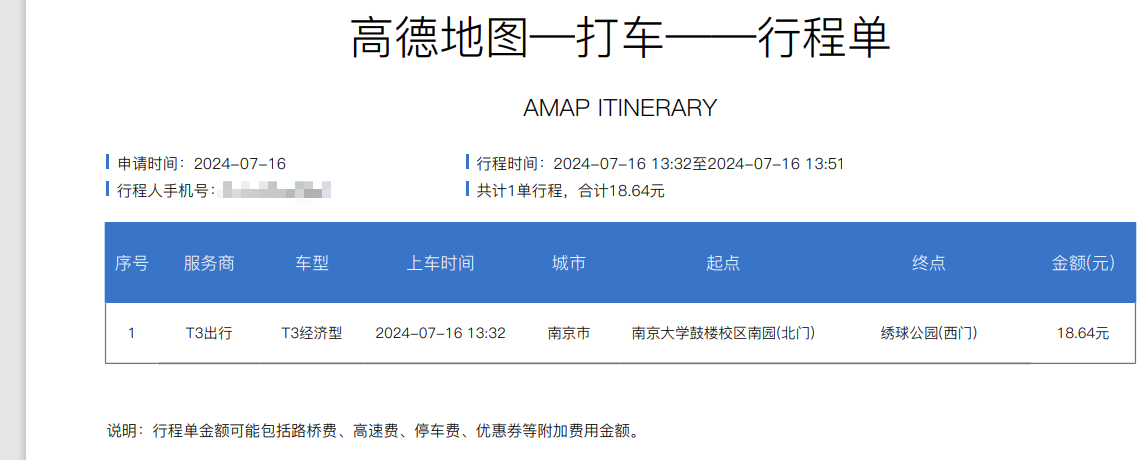 高德地图—打车——行程单
AMAP ITINERARY
申请时间：2024-07-16 行程时间：2024-07-16 13:32至2024-07-16 13:51
行程人手机号： 共计1单行程，合计18.64元
序号 服务商 车型 上车时间 城市 起点 终点 金额(元)
1 T3出行 T3经济型 2024-07-16 13:32 南京市 南京大学鼓楼校区南园(北门) 绣球公园(西门) 18.64元
说明：行程单金额可能包括路桥费、高速费、停车费、优惠券等附加费用金额。